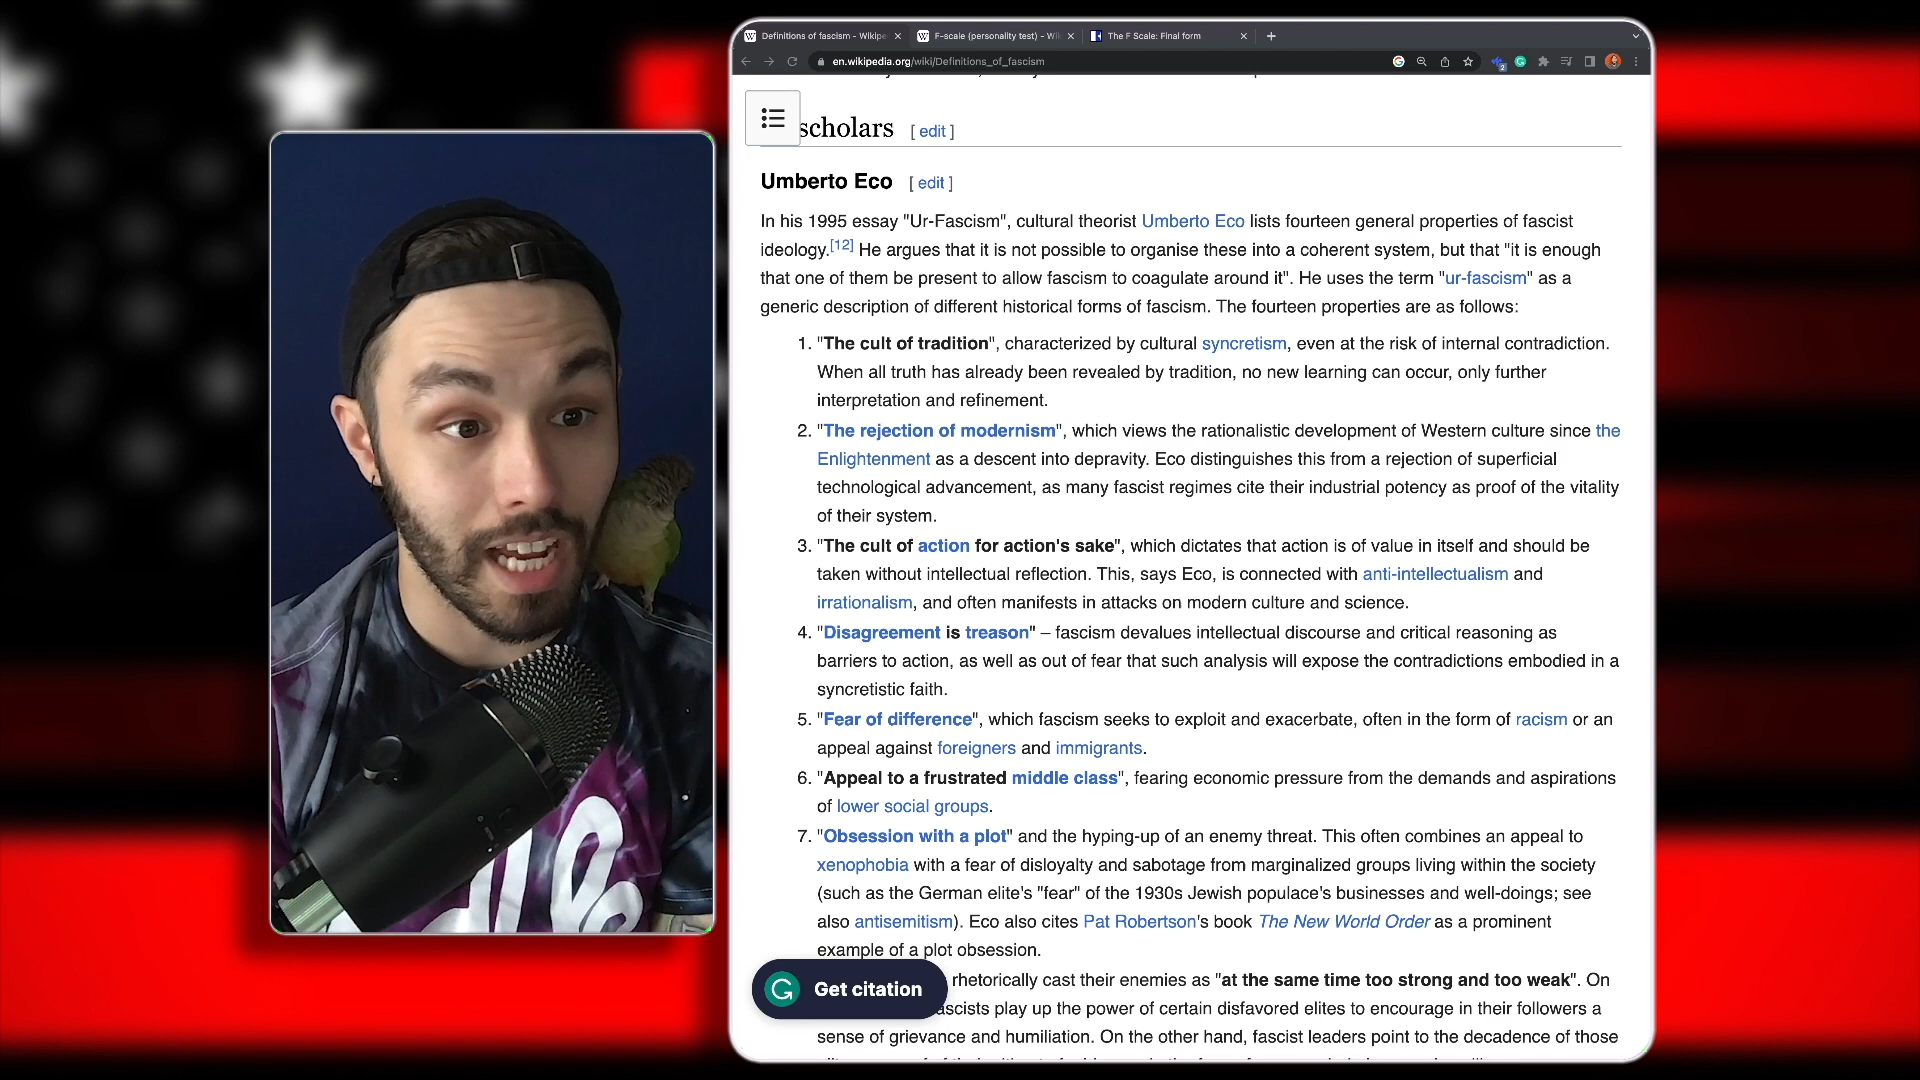 Definitions of fascism - Wikipe
F-scale (personality test) - Wi
The F Scale: Final form
en.wikipedia.org/wiki/Definitions_of_fascism
scholars [ edit ]
Umberto Eco [ edit ]
In his 1995 essay "Ur-Fascism", cultural theorist Umberto Eco lists fourteen general properties of fascist
ideology.[12] He argues that it is not possible to organise these into a coherent system, but that "it is enough
that one of them be present to allow fascism to coagulate around it". He uses the term "ur-fascism" as a
generic description of different historical forms of fascism. The fourteen properties are as follows:
1. "The cult of tradition", characterized by cultural syncretism, even at the risk of internal contradiction.
When all truth has already been revealed by tradition, no new learning can occur, only further
interpretation and refinement.
2. "The rejection of modernism", which views the rationalistic development of Western culture since the
Enlightenment as a descent into depravity. Eco distinguishes this from a rejection of superficial
technological advancement, as many fascist regimes cite their industrial potency as proof of the vitality
of their system.
3. "The cult of action for action's sake", which dictates that action is of value in itself and should be
taken without intellectual reflection. This, says Eco, is connected with anti-intellectualism and
irrationalism, and often manifests in attacks on modern culture and science.
4. "Disagreement is treason" – fascism devalues intellectual discourse and critical reasoning as
barriers to action, as well as out of fear that such analysis will expose the contradictions embodied in a
syncretistic faith.
5. "Fear of difference", which fascism seeks to exploit and exacerbate, often in the form of racism or an
appeal against foreigners and immigrants.
6. "Appeal to a frustrated middle class", fearing economic pressure from the demands and aspirations
of lower social groups.
7. "Obsession with a plot" and the hyping-up of an enemy threat. This often combines an appeal to
xenophobia with a fear of disloyalty and sabotage from marginalized groups living within the society
(such as the German elite's "fear" of the 1930s Jewish populace's businesses and well-doings; see
also antisemitism). Eco also cites Pat Robertson's book The New World Order as a prominent
example of a plot obsession.
rhetorically cast their enemies as "at the same time too strong and too weak". On
Get citation
ascists play up the power of certain disfavored elites to encourage in their followers a
sense of grievance and humiliation. On the other hand, fascist leaders point to the decadence of those